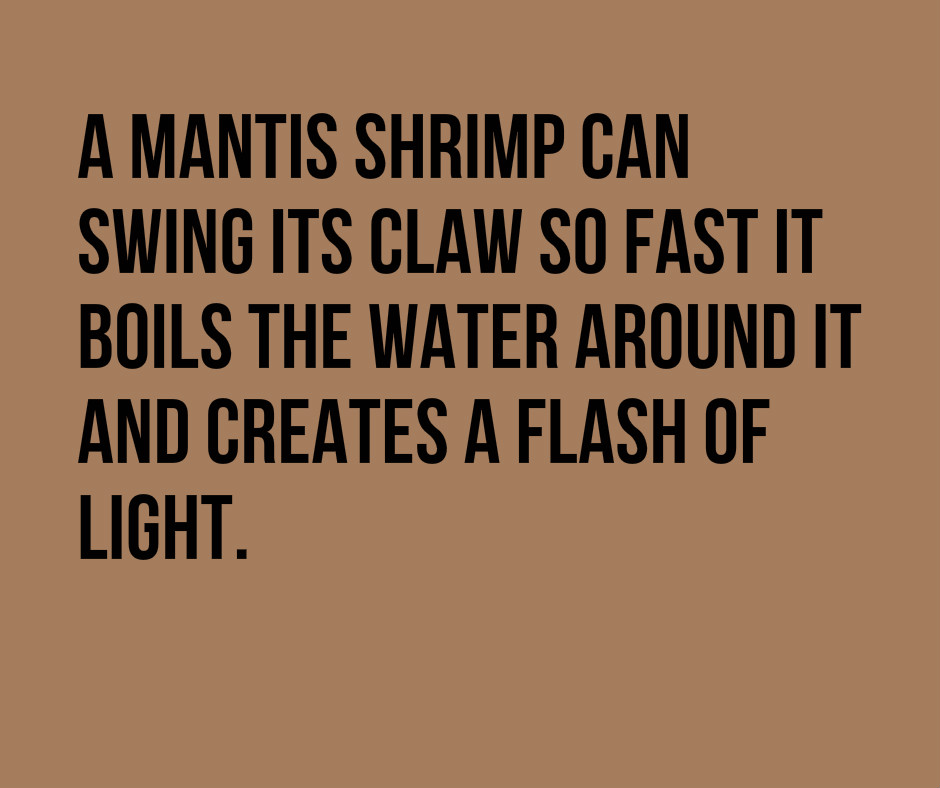 A MANTIS SHRIMP CAN
SWING ITS CLAW SO FAST IT
BOILS THE WATER AROUND IT
AND CREATES A FLASH OF
LIGHT.